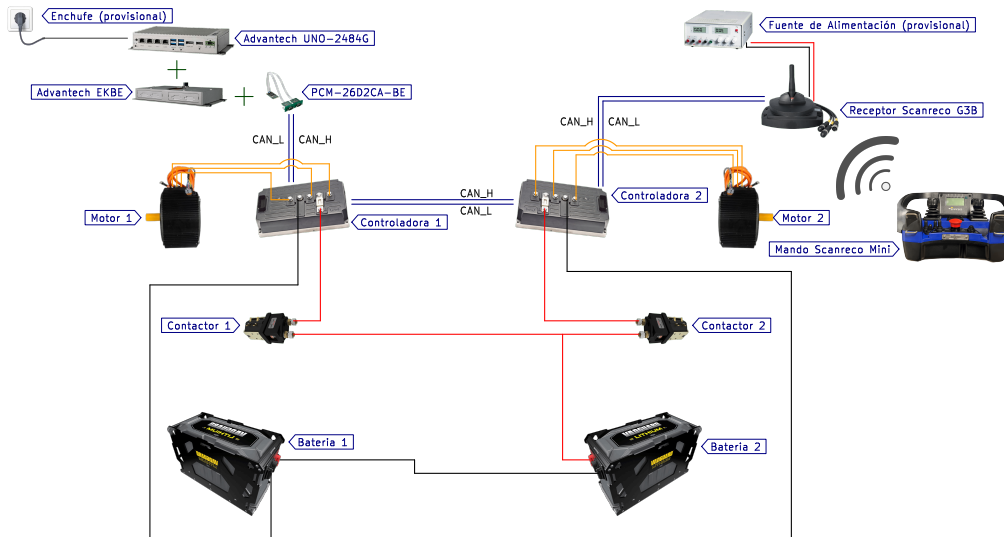 Enchufe (provisional)
Advantech UNO-2484G
Fuente de Alimentación (provisional)
Advantech EKBE
PCM-26D2CA-BE
Receptor Scanreco G3B
CAN_L
CAN_H
CAN_H
CAN_L
Motor 1
Controladora 1
CAN_H
CAN_L
Controladora 2
Motor 2
Mando Scanreco Mini
Contactor 1
Contactor 2
Bateria 1
Bateria 2
LITHIUM